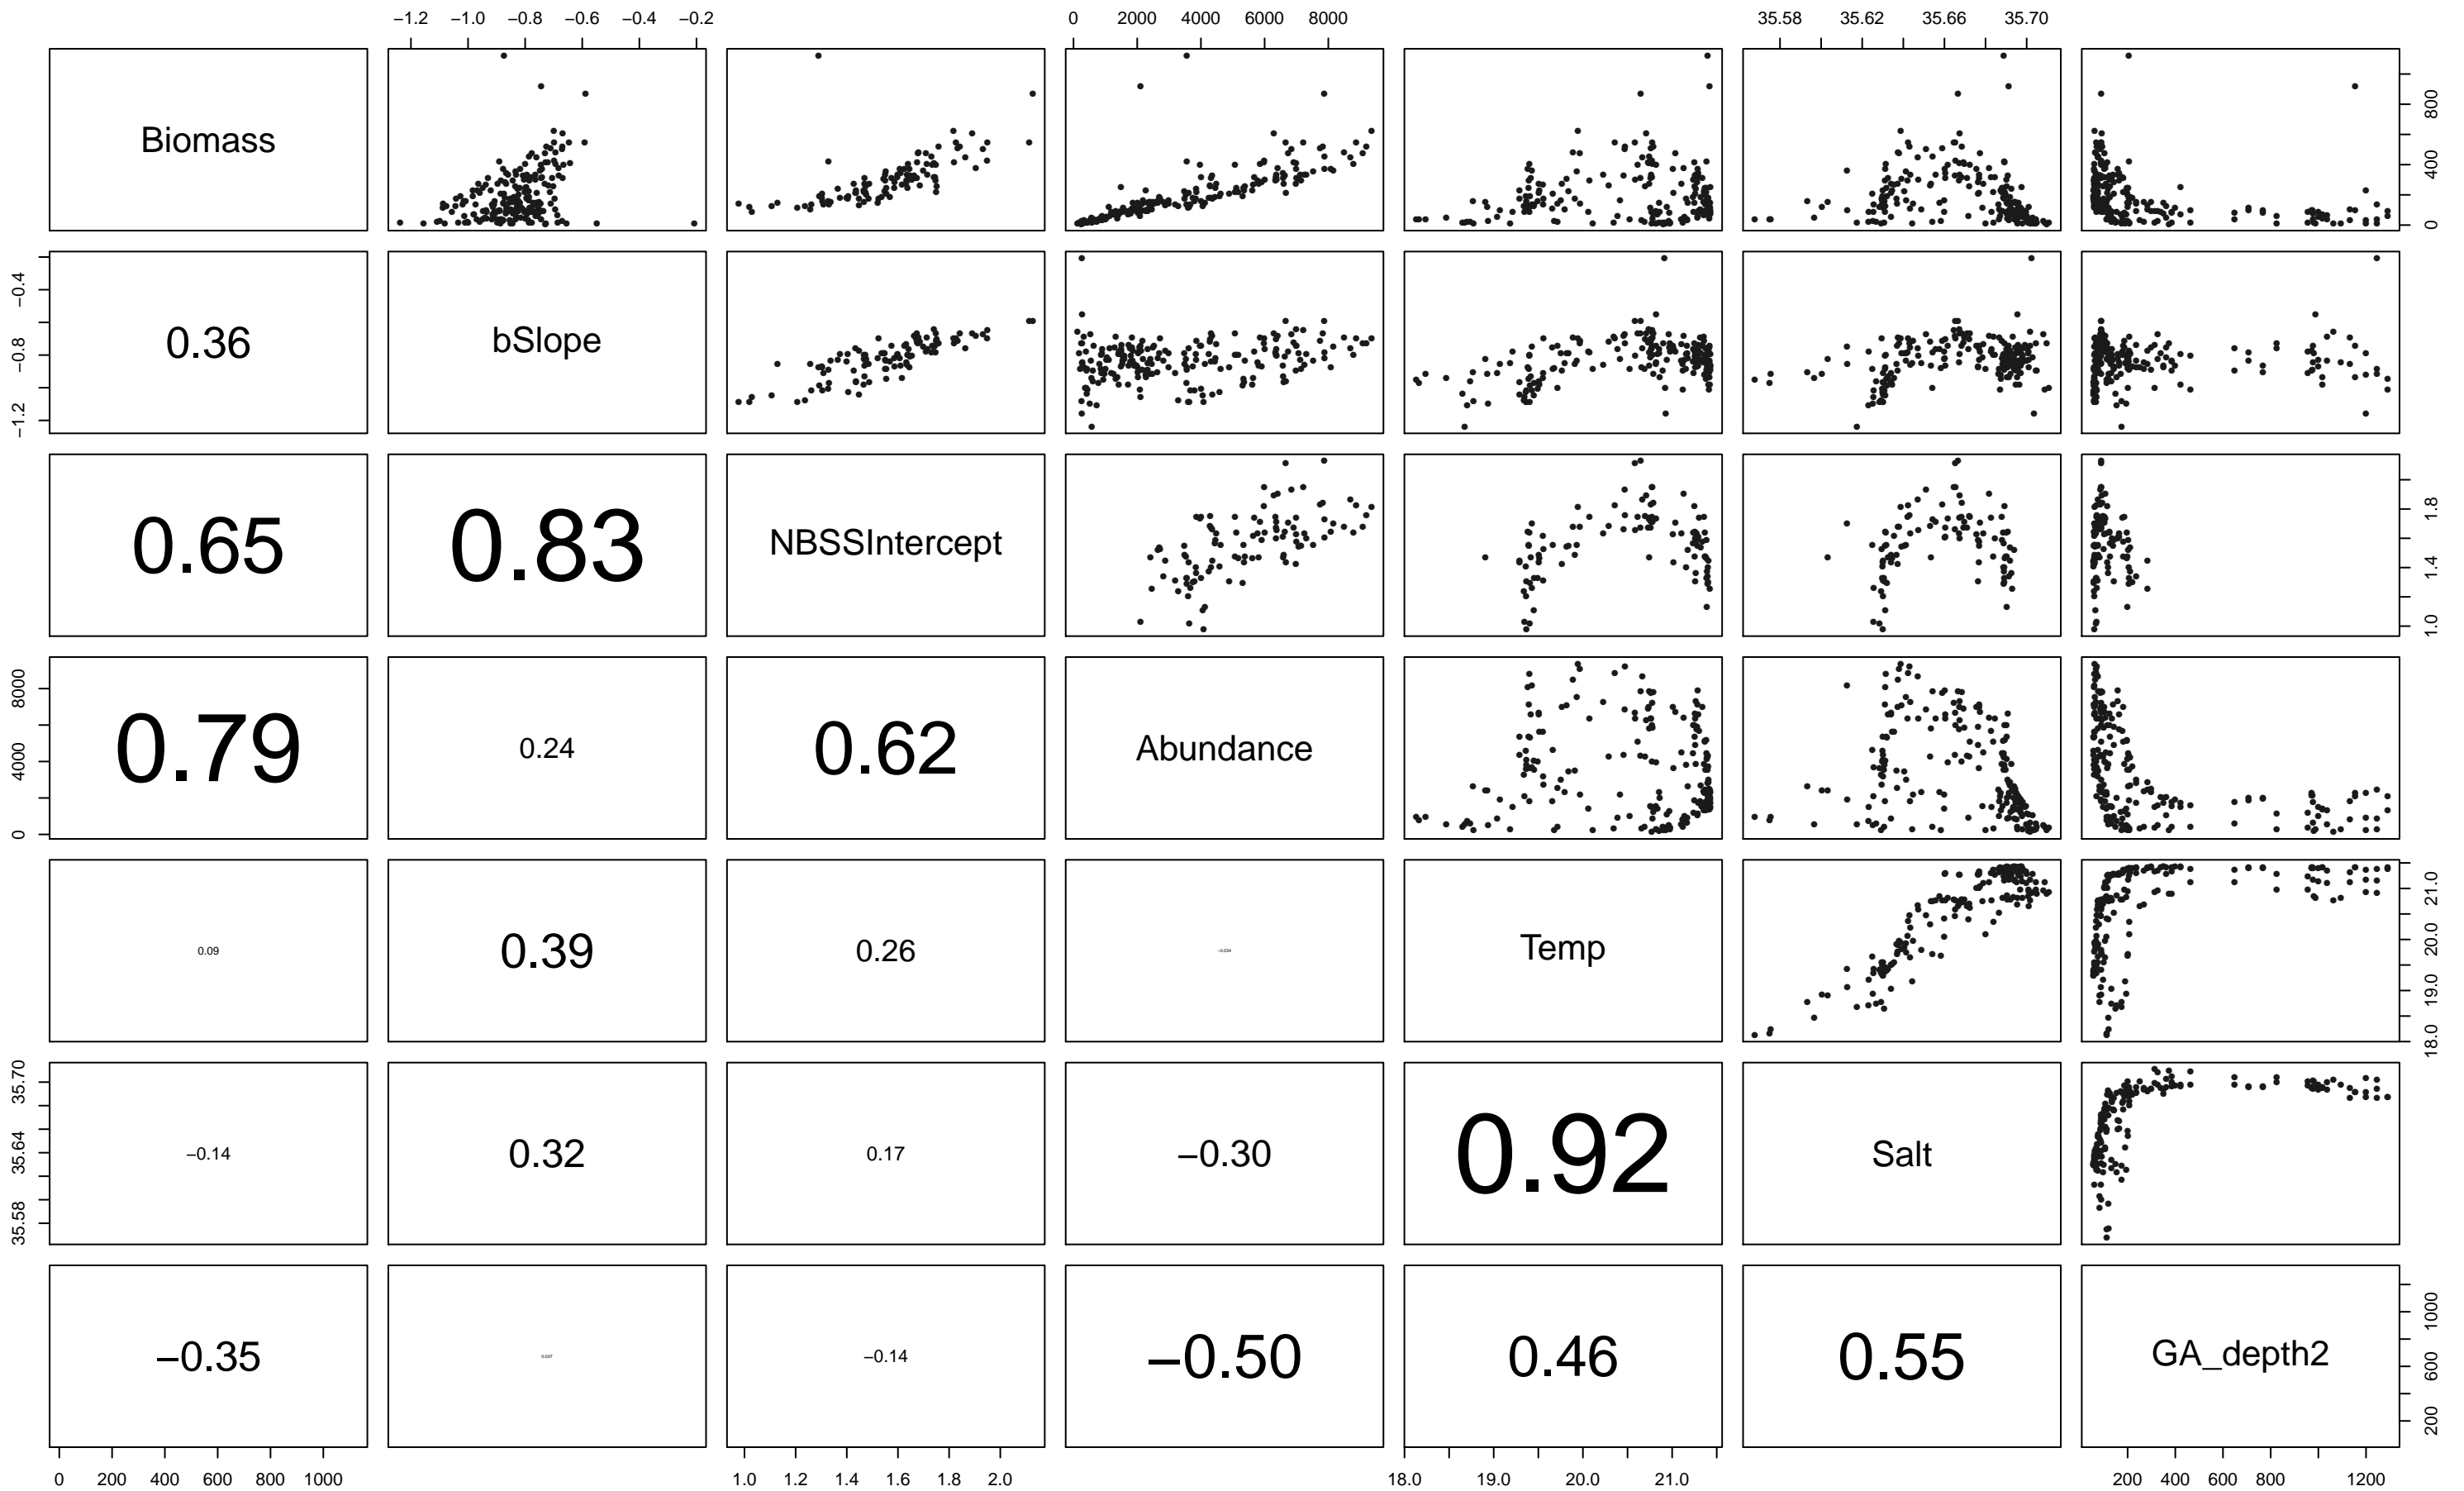 −1.2 −1.0 −0.8 −0.6 −0.4 −0.2 0 2000 4000 6000 8000 35.58 35.62 35.66 35.70
Biomass 0 400 800
−1.2 −0.8 −0.4 0.36 bSlope
0.65 0.83 NBSSIntercept 1.0 1.4 1.8
0 4000 8000 0.79 0.24 0.62 Abundance
0.09 0.39 0.26 Temp 18.0 19.0 20.0 21.0
35.58 35.64 35.70 −0.14 0.32 0.17 −0.30 0.92 Salt
−0.35 −0.14 −0.50 0.46 0.55 GA_depth2 200 600 1000
0 200 400 600 800 1000 1.0 1.2 1.4 1.6 1.8 2.0 18.0 19.0 20.0 21.0 200 400 600 800 1200